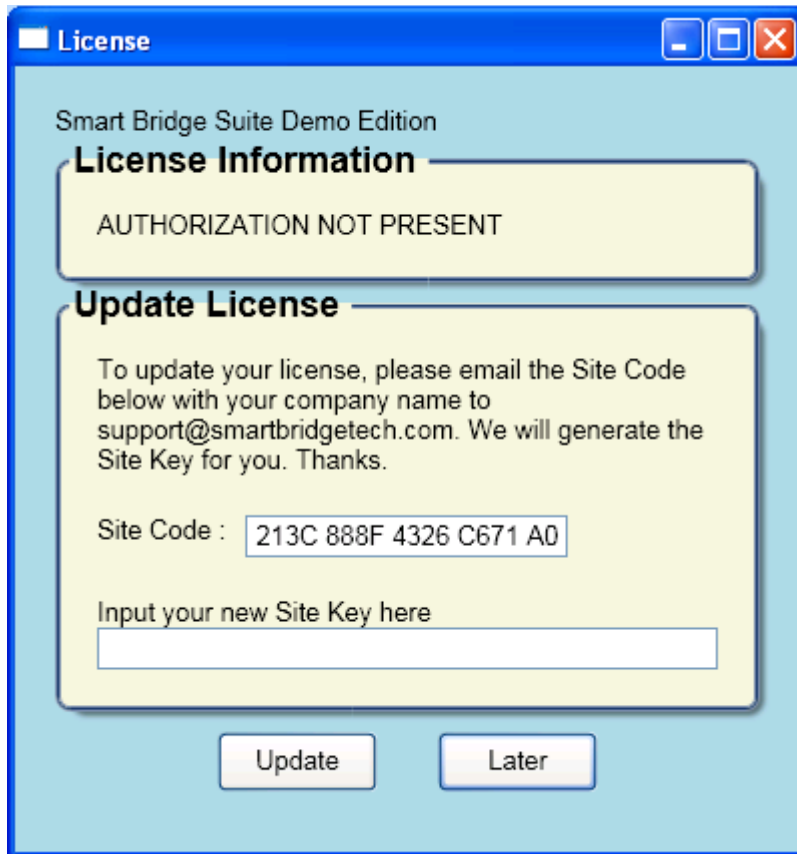 License
Smart Bridge Suite Demo Edition
License Information
AUTHORIZATION NOT PRESENT
Update License
To update your license, please email the Site Code
below with your company name to
support@smartbridgetech.com. We will generate the
Site Key for you. Thanks.
Site Code : 213C 888F 4326 C671 A0
Input your new Site Key here
Update Later